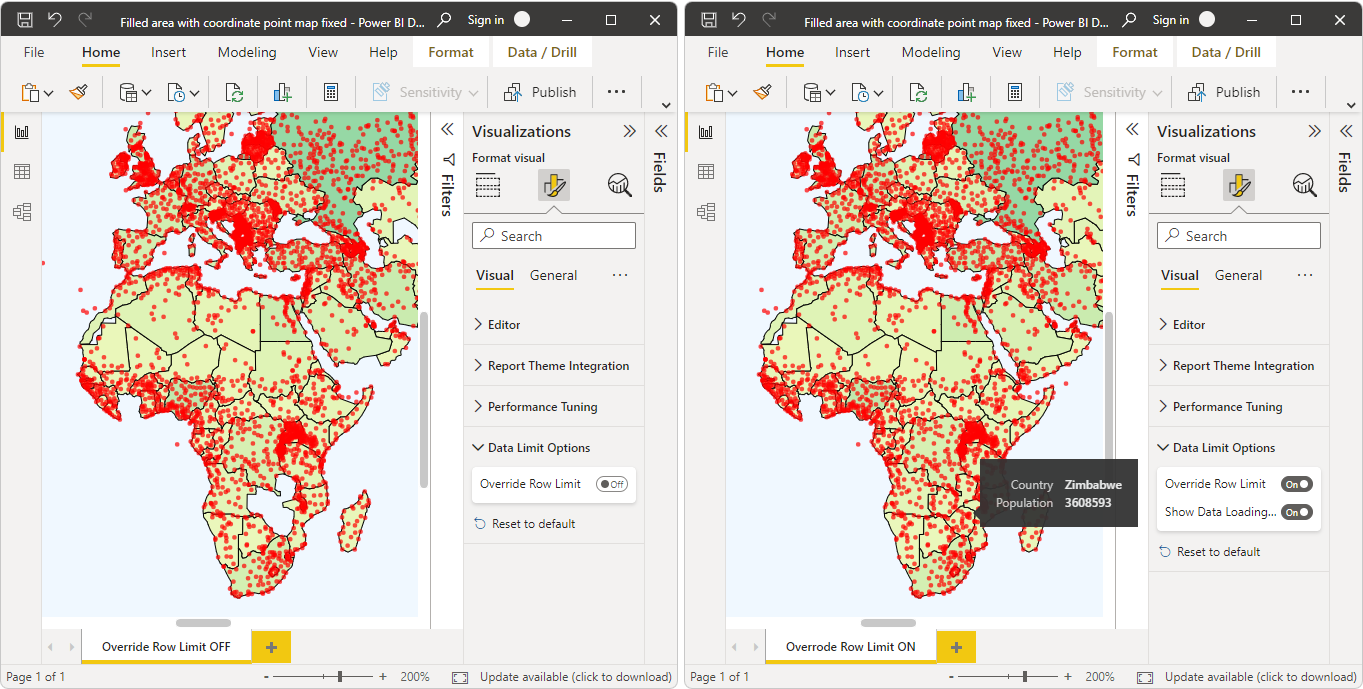 Filled area with coordinate point map fixed - Power BI D... Sign in
File Home Insert Modeling View Help Format Data / Drill
Sensitivity Publish ...
Visualizations
Format visual
Filters
Fields
Search
Visual General ...
Editor
Report Theme Integration
Performance Tuning
Data Limit Options
Override Row Limit Off
Reset to default
Override Row Limit OFF +
Page 1 of 1 - + 200% Update available (click to download)
Filled area with coordinate point map fixed - Power BI D... Sign in
File Home Insert Modeling View Help Format Data / Drill
Sensitivity Publish ...
Visualizations
Format visual
Filters
Fields
Search
Visual General ...
Editor
Report Theme Integration
Performance Tuning
Data Limit Options
Country Zimbabwe
Population 3608593
Override Row Limit On
Show Data Loading... On
Reset to default
Overrode Row Limit ON +
Page 1 of 1 - + 200% Update available (click to download)